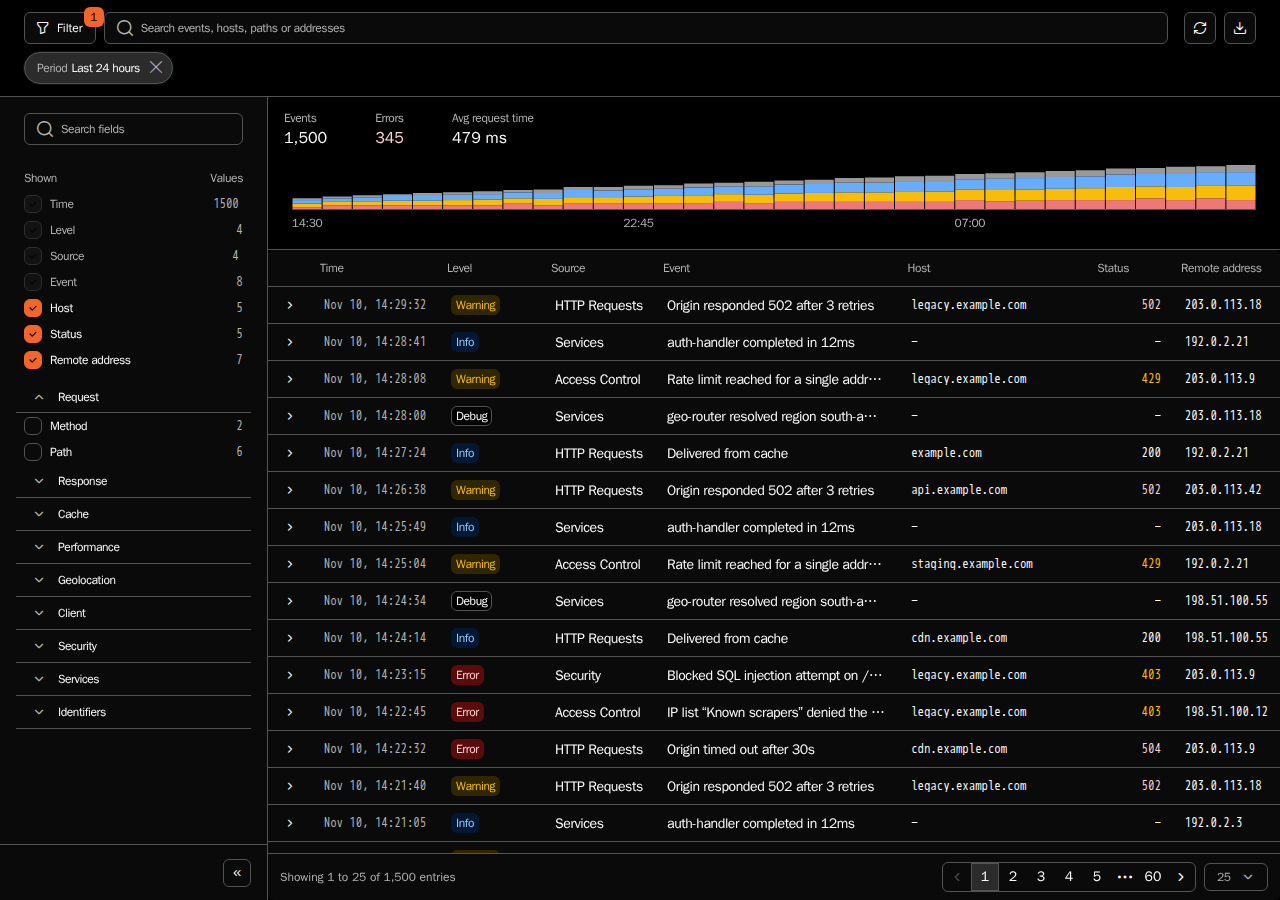 Filter 1
Search events, hosts, paths or addresses
Period Last 24 hours
Search fields
Shown Values
Time 1500
Level 4
Source 4
Event 8
Host 5
Status 5
Remote address 7
Request
Method 2
Path 6
Response
Cache
Performance
Geolocation
Client
Security
Services
Identifiers
«
Events Errors Avg request time
1,500 345 479 ms
14:30 22:45 07:00
Time Level Source Event Host Status Remote address
Nov 10, 14:29:32 Warning HTTP Requests Origin responded 502 after 3 retries legacy.example.com 502 203.0.113.18
Nov 10, 14:28:41 Info Services auth-handler completed in 12ms – – 192.0.2.21
Nov 10, 14:28:08 Warning Access Control Rate limit reached for a single addr… legacy.example.com 429 203.0.113.9
Nov 10, 14:28:00 Debug Services geo-router resolved region south-a… – – 203.0.113.18
Nov 10, 14:27:24 Info HTTP Requests Delivered from cache example.com 200 192.0.2.21
Nov 10, 14:26:38 Warning HTTP Requests Origin responded 502 after 3 retries api.example.com 502 203.0.113.42
Nov 10, 14:25:49 Info Services auth-handler completed in 12ms – – 203.0.113.18
Nov 10, 14:25:04 Warning Access Control Rate limit reached for a single addr… staging.example.com 429 192.0.2.21
Nov 10, 14:24:34 Debug Services geo-router resolved region south-a… – – 198.51.100.55
Nov 10, 14:24:14 Info HTTP Requests Delivered from cache cdn.example.com 200 198.51.100.55
Nov 10, 14:23:15 Error Security Blocked SQL injection attempt on /… legacy.example.com 403 203.0.113.9
Nov 10, 14:22:45 Error Access Control IP list “Known scrapers” denied the … legacy.example.com 403 198.51.100.12
Nov 10, 14:22:32 Error HTTP Requests Origin timed out after 30s cdn.example.com 504 203.0.113.9
Nov 10, 14:21:40 Warning HTTP Requests Origin responded 502 after 3 retries legacy.example.com 502 203.0.113.18
Nov 10, 14:21:05 Info Services auth-handler completed in 12ms – – 192.0.2.3
Showing 1 to 25 of 1,500 entries
1 2 3 4 5 ••• 60
25